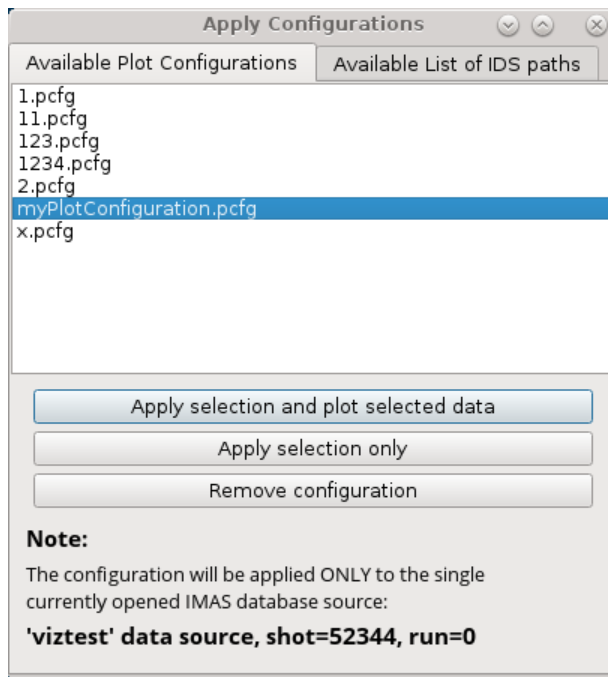 Apply Configurations
Available Plot Configurations
Available List of IDS paths
1.pcfg
11.pcfg
123.pcfg
1234.pcfg
2.pcfg
myPlotConfiguration.pcfg
x.pcfg
Apply selection and plot selected data
Apply selection only
Remove configuration
Note:
The configuration will be applied ONLY to the single
currently opened IMAS database source:
'viztest' data source, shot=52344, run=0